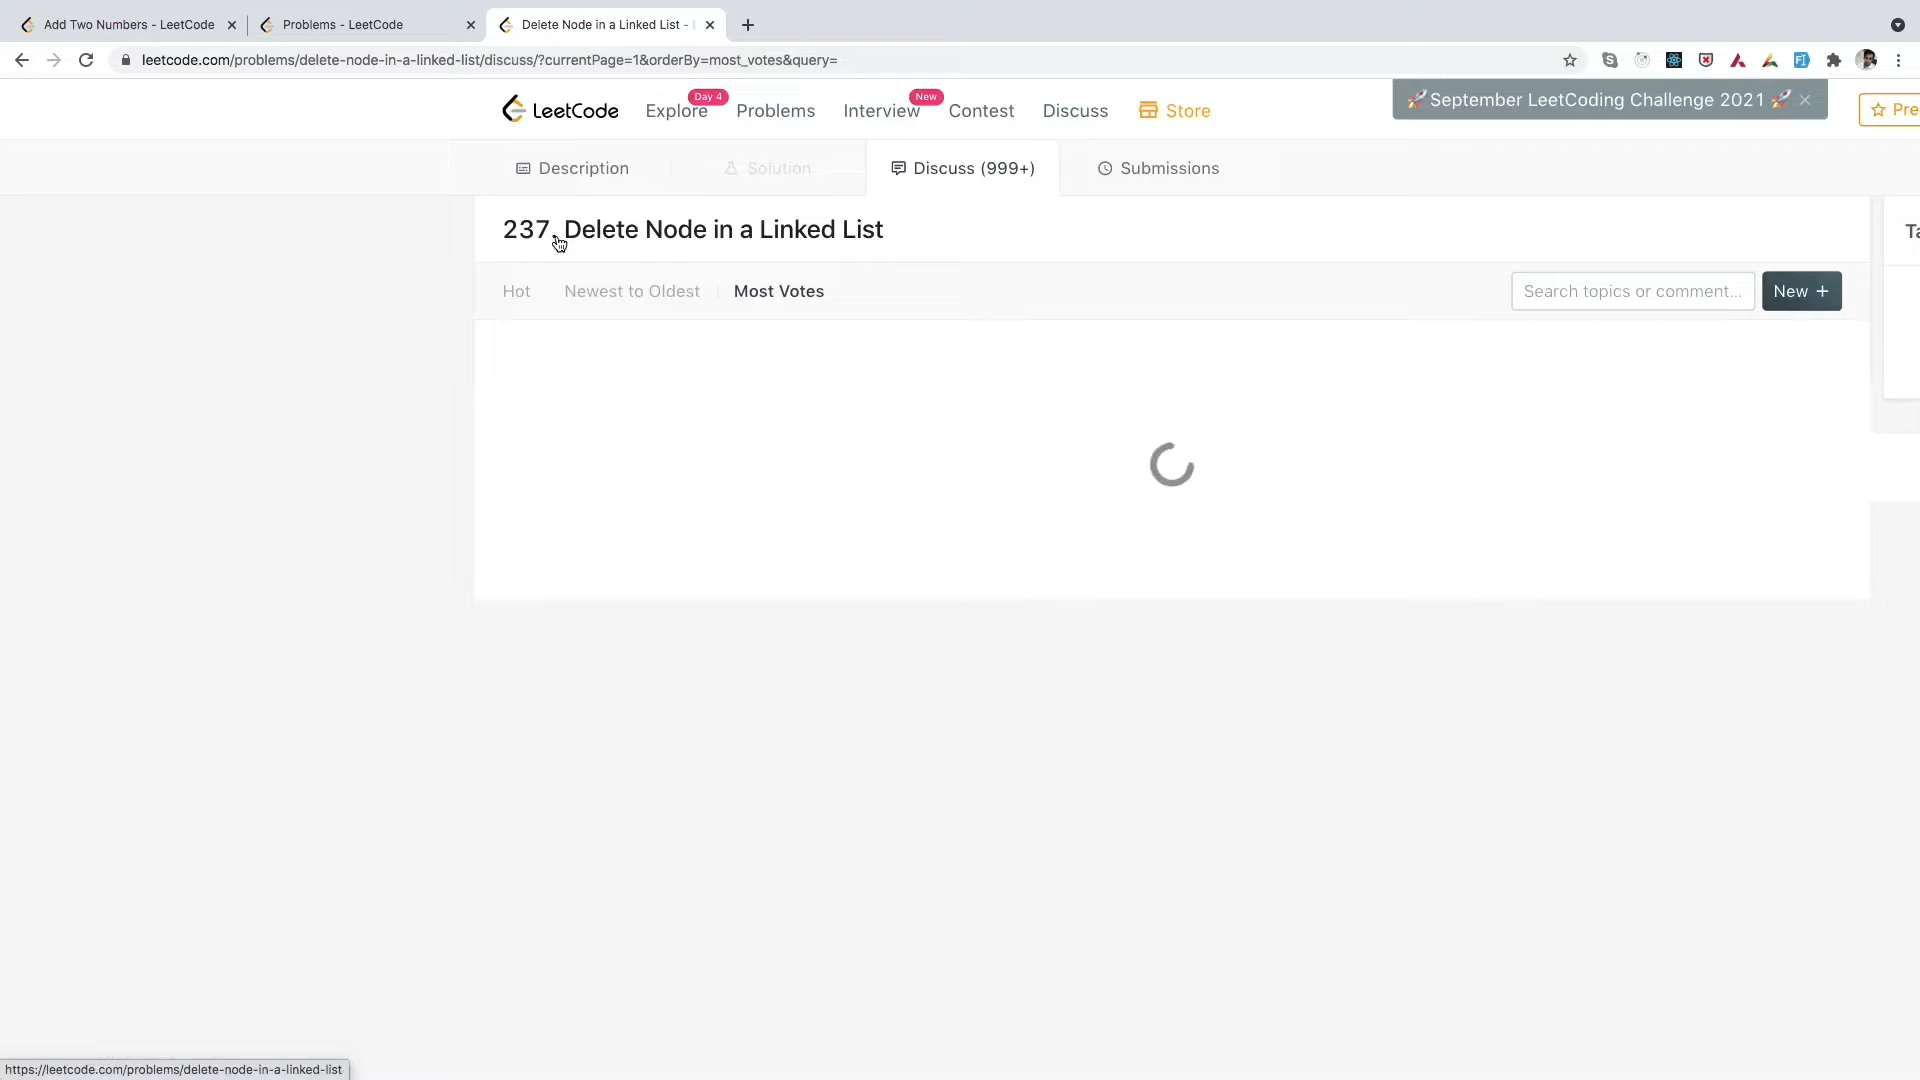 Add Two Numbers - LeetCode
Problems - LeetCode
Delete Node in a Linked List -
leetcode.com/problems/delete-node-in-a-linked-list/discuss/?currentPage=1&orderBy=most_votes&query=
LeetCode
Explore
Day 4
Problems
Interview
New
Contest
Discuss
Store
🚀 September LeetCoding Challenge 2021 🚀
Pre
Description
Solution
Discuss (999+)
Submissions
237. Delete Node in a Linked List
Ta
Hot
Newest to Oldest
Most Votes
Search topics or comment...
New +
https://leetcode.com/problems/delete-node-in-a-linked-list